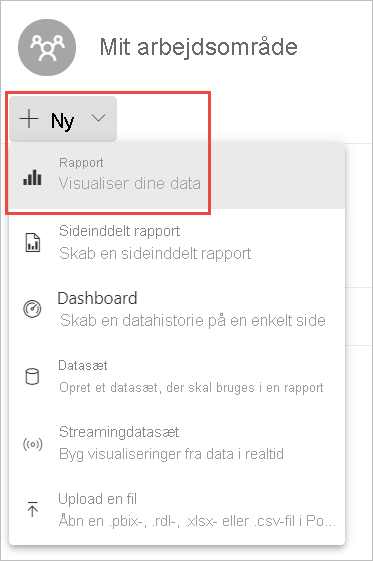 Mit arbejdsområde
Ny
Rapport
Visualiser dine data
Sideinddelt rapport
Skab en sideinddelt rapport
Dashboard
Skab en datahistorie på en enkelt side
Datasæt
Opret et datasæt, der skal bruges i en rapport
Streamingdatasæt
Byg visualiseringer fra data i realtid
Upload en fil
Åbn en .pbix-, .rdl-, .xlsx- eller .csv-fil i Po...